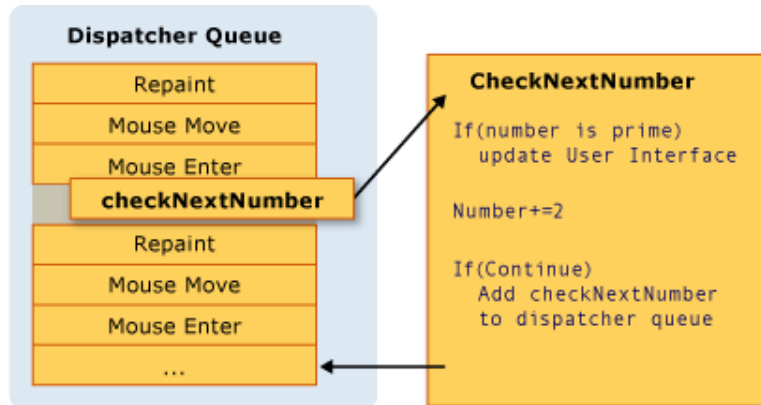 Dispatcher Queue
Repaint
Mouse Move
Mouse Enter
checkNextNumber
Repaint
Mouse Move
Mouse Enter
...
CheckNextNumber
If(number is prime)
update User Interface
Number+=2
If(Continue)
Add checkNextNumber
to dispatcher queue